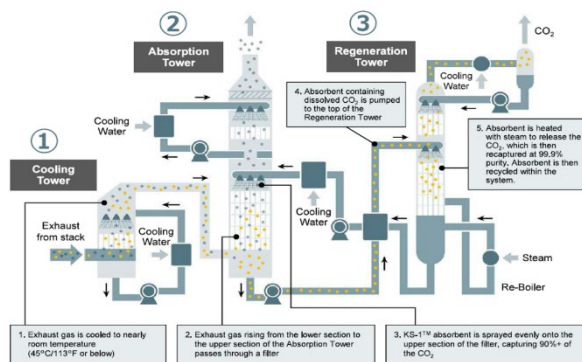 ①
Cooling
Tower
Exhaust
from stack
Cooling
Water
②
Absorption
Tower
Cooling
Water
Cooling
Water
③
Regeneration
Tower
Cooling
Water
CO₂
Steam
Re-Boiler
4. Absorbent containing
dissolved CO₂ is pumped
to the top of the
Regeneration Tower
5. Absorbent is heated
with steam to release the
CO₂, which is then
recaptured at 99.9%
purity. Absorbent is then
recycled within the
system.
1. Exhaust gas is cooled to nearly
room temperature
(45°C/113°F or below)
2. Exhaust gas rising from the lower section to
the upper section of the Absorption Tower
passes through a filter
3. KS-1™ absorbent is sprayed evenly onto the
upper section of the filter, capturing 90%+ of
the CO₂